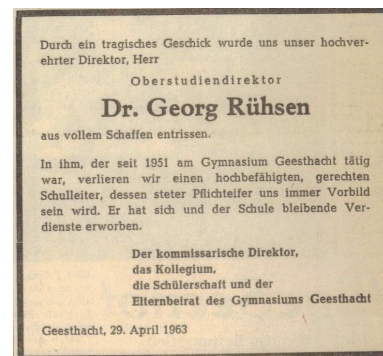 Durch ein tragisches Geschick wurde uns unser hochver-
ehrter Direktor, Herr
Oberstudiendirektor
Dr. Georg Rühsen
aus vollem Schaffen entrissen.
In ihm, der seit 1951 am Gymnasium Geesthacht tätig
war, verlieren wir einen hochbefähigten, gerechten
Schulleiter, dessen steter Pflichteifer uns immer Vorbild
sein wird. Er hat sich und der Schule bleibende Ver-
dienste erworben.
Der kommissarische Direktor,
das Kollegium,
die Schülerschaft und der
Elternbeirat des Gymnasiums Geesthacht
Geesthacht, 29. April 1963